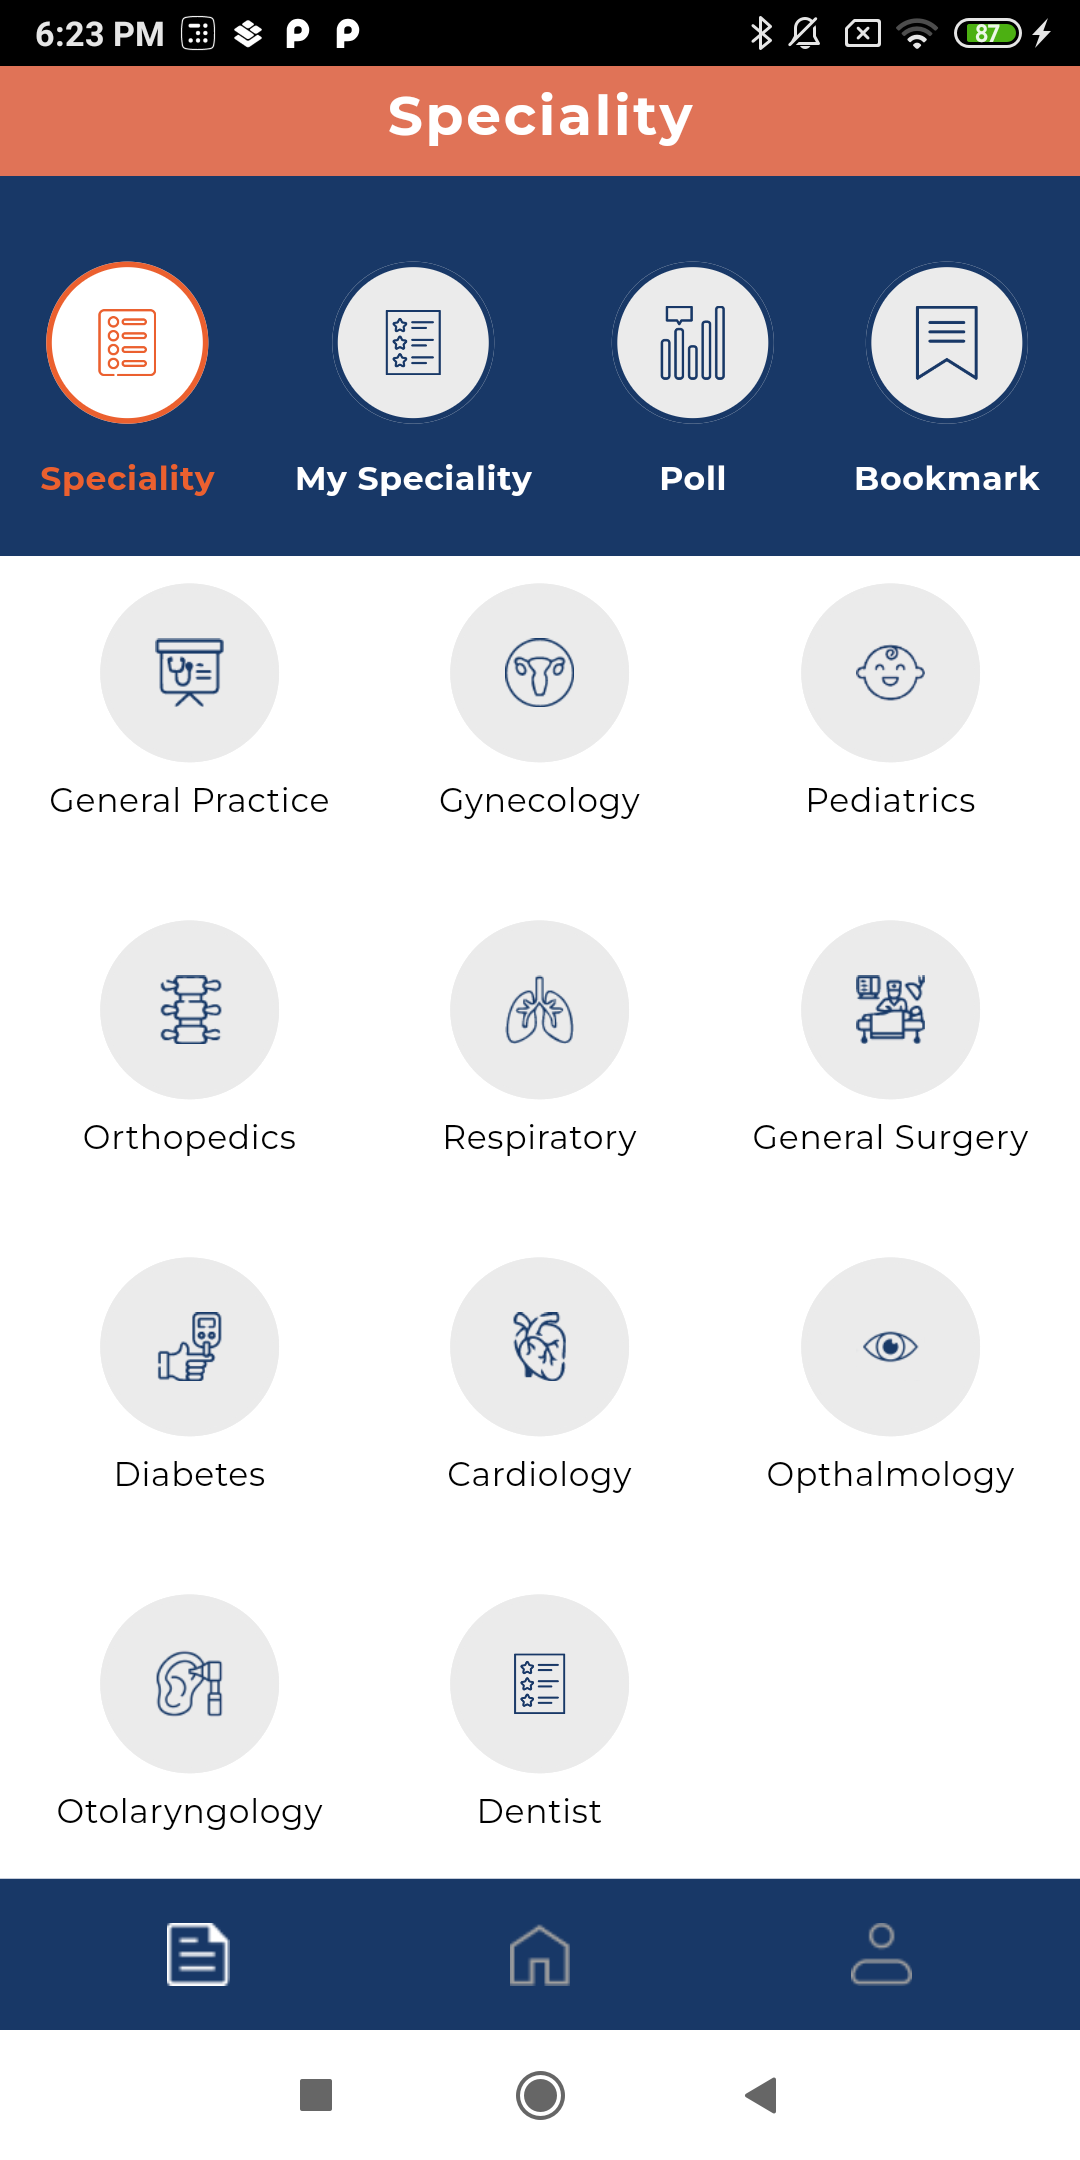 6:23 PM 87
Speciality
Speciality My Speciality Poll Bookmark
General Practice Gynecology Pediatrics
Orthopedics Respiratory General Surgery
Diabetes Cardiology Opthalmology
Otolaryngology Dentist